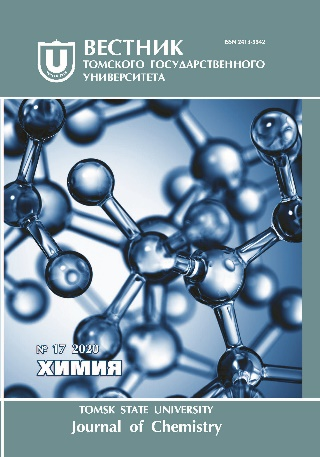 ВЕСТНИК
ТОМСКОГО ГОСУДАРСТВЕННОГО
УНИВЕРСИТЕТА
№ 17 2020
ХИМИЯ
TOMSK STATE UNIVERSITY
Journal of Chemistry